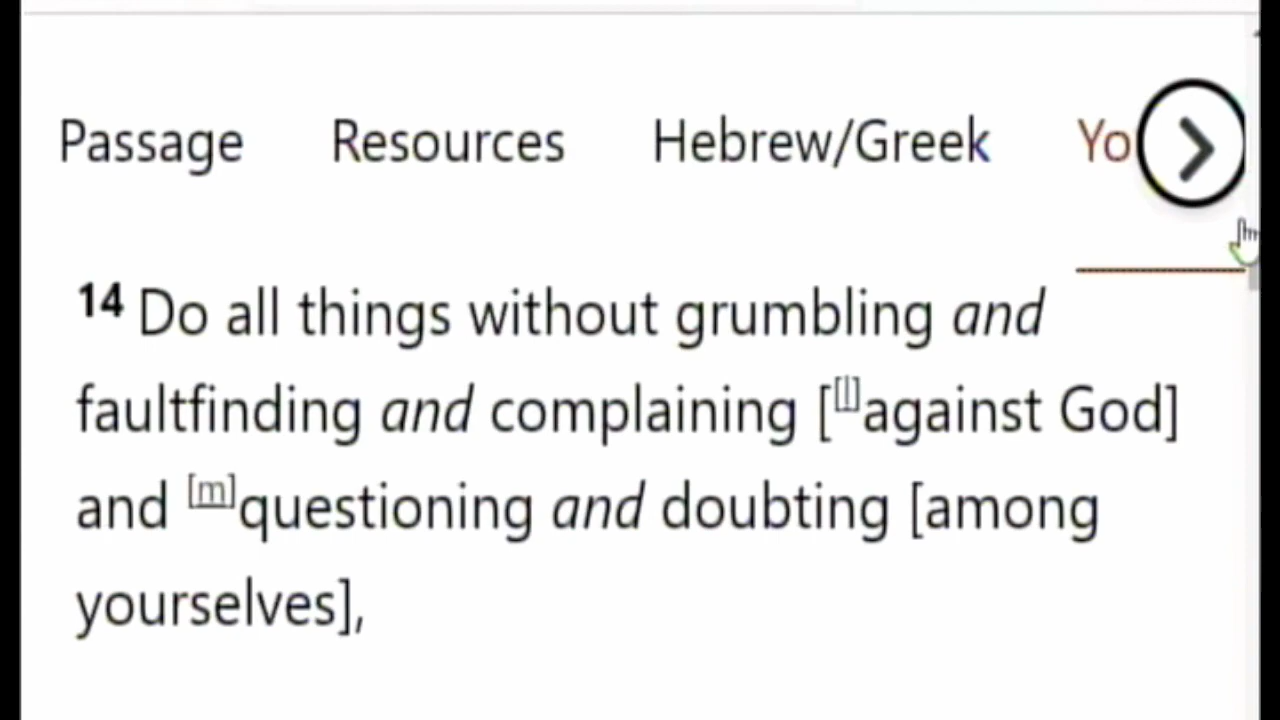 Passage Resources Hebrew/Greek Yo
14 Do all things without grumbling and
faultfinding and complaining [[l]against God]
and [m]questioning and doubting [among
yourselves],